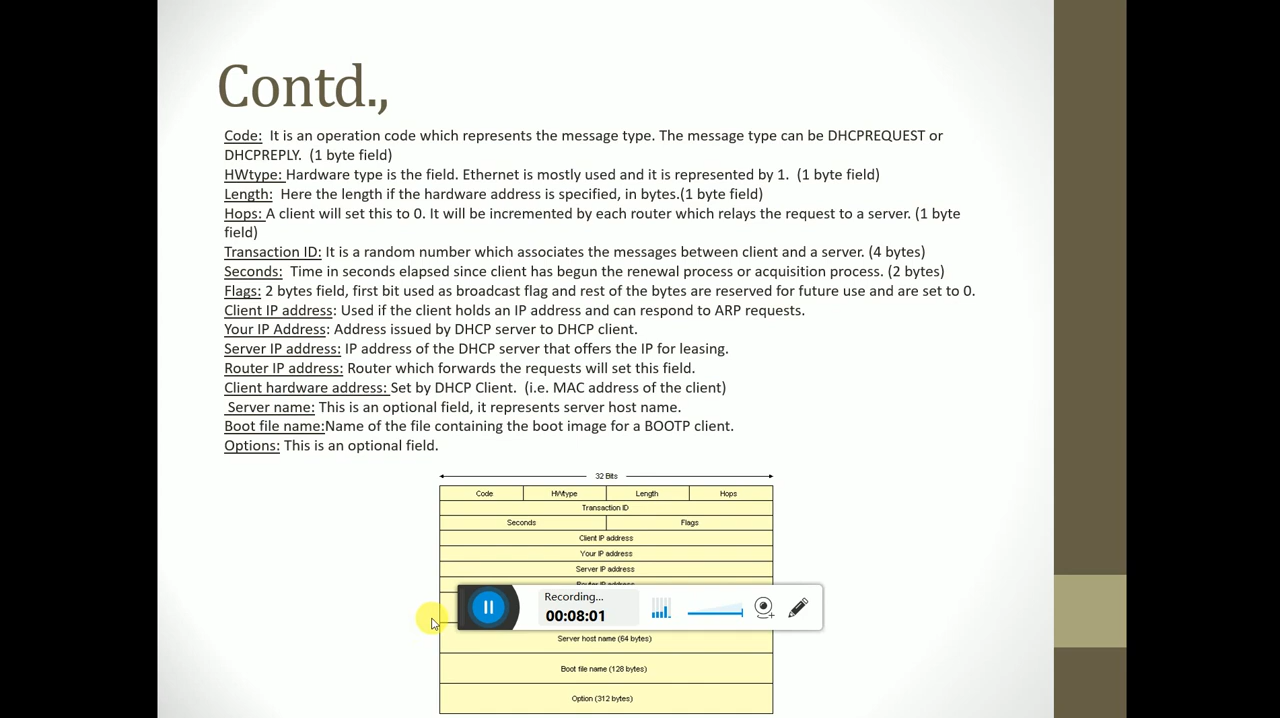 Contd.,
Code: It is an operation code which represents the message type. The message type can be DHCPREQUEST or
DHCPREPLY. (1 byte field)
HWtype: Hardware type is the field. Ethernet is mostly used and it is represented by 1. (1 byte field)
Length: Here the length if the hardware address is specified, in bytes.(1 byte field)
Hops: A client will set this to 0. It will be incremented by each router which relays the request to a server. (1 byte
field)
Transaction ID: It is a random number which associates the messages between client and a server. (4 bytes)
Seconds: Time in seconds elapsed since client has begun the renewal process or acquisition process. (2 bytes)
Flags: 2 bytes field, first bit used as broadcast flag and rest of the bytes are reserved for future use and are set to 0.
Client IP address: Used if the client holds an IP address and can respond to ARP requests.
Your IP Address: Address issued by DHCP server to DHCP client.
Server IP address: IP address of the DHCP server that offers the IP for leasing.
Router IP address: Router which forwards the requests will set this field.
Client hardware address: Set by DHCP Client. (i.e. MAC address of the client)
Server name: This is an optional field, it represents server host name.
Boot file name:Name of the file containing the boot image for a BOOTP client.
Options: This is an optional field.
32 Bits
Code HWtype Length Hops
Transaction ID
Seconds Flags
Client IP address
Your IP address
Server IP address
Router IP address
Recording...
00:08:01
Server host name (64 bytes)
Boot file name (128 bytes)
Option (312 bytes)